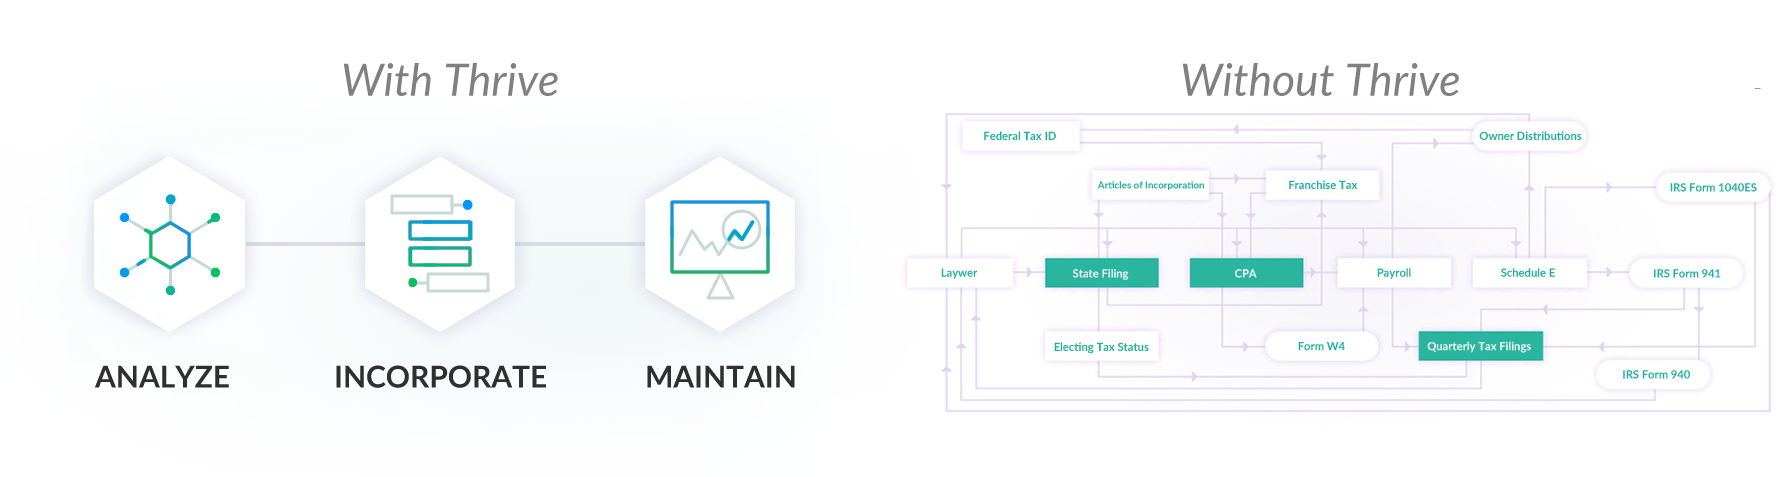 With Thrive
ANALYZE
INCORPORATE
MAINTAIN
Without Thrive
Federal Tax ID
Owner Distributions
Articles of Incorporation
Franchise Tax
IRS Form 1040ES
Laywer
State Filing
CPA
Payroll
Schedule E
IRS Form 941
Electing Tax Status
Form W4
Quarterly Tax Filings
IRS Form 940